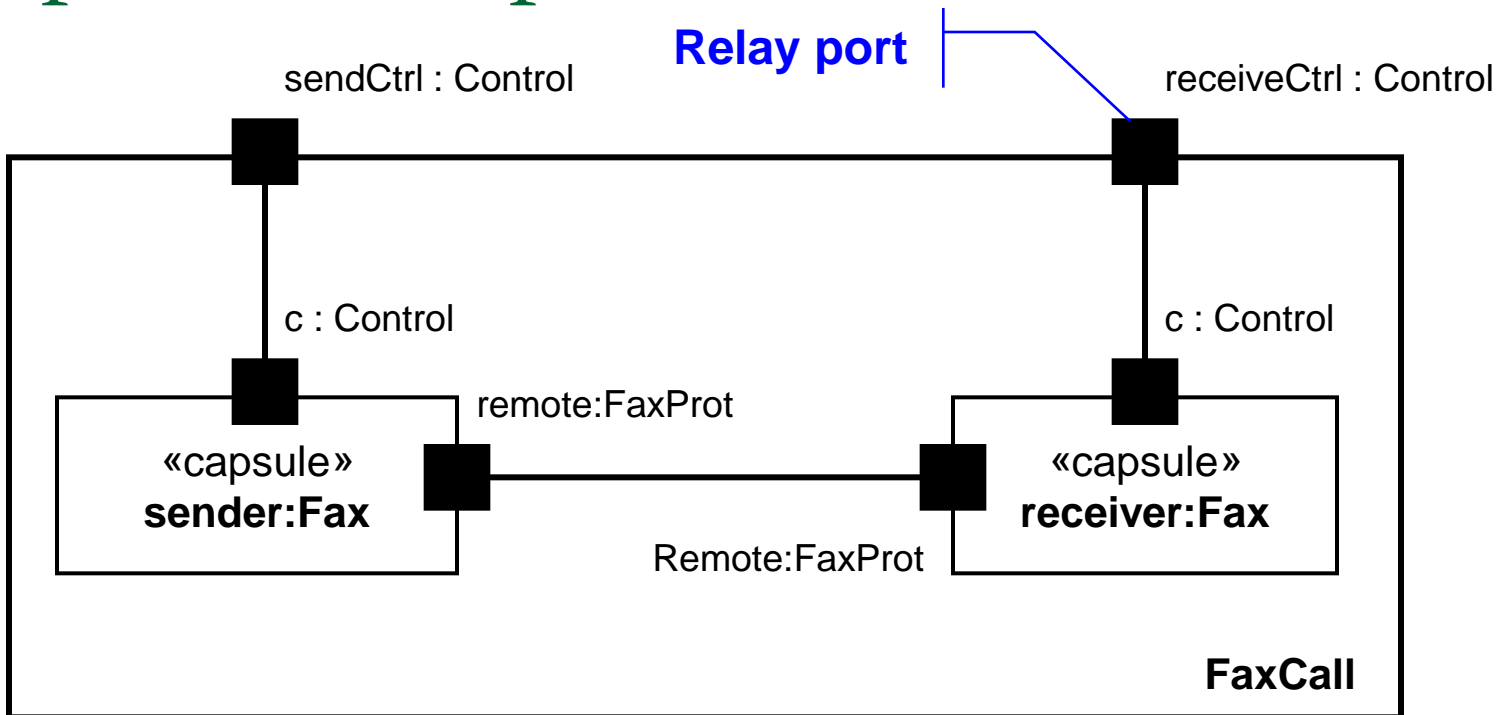 Relay port
sendCtrl : Control
receiveCtrl : Control
c : Control
c : Control
remote:FaxProt
«capsule»
sender:Fax
«capsule»
receiver:Fax
Remote:FaxProt
FaxCall